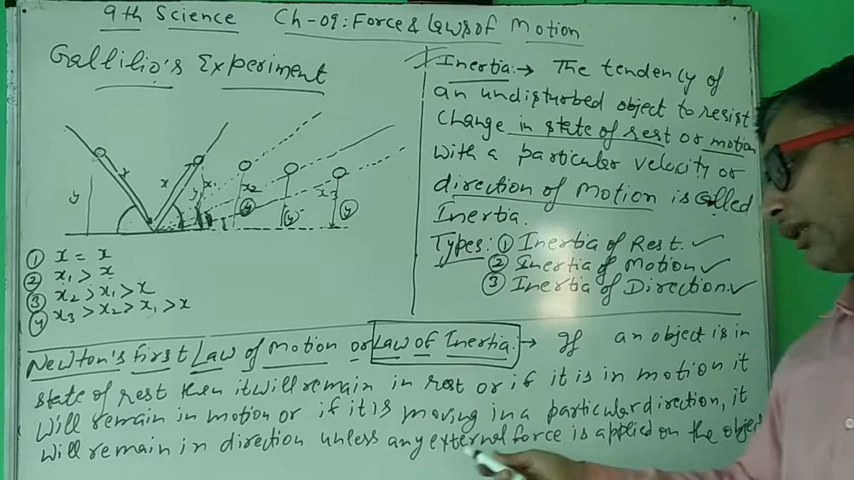 9th Science Ch-09: Force & Laws of Motion
Gallilio's Experiment
x x x₁ x₂ x₃
y y y y y
① x = x
② x₁ > x
③ x₂ > x₁ > x
④ x₃ > x₂ > x₁ > x
Inertia:→ The tendency of
an undisturbed object to resist
change in state of rest or motion
with a particular velocity or
direction of motion is called
Inertia.
Types: ① Inertia of Rest. ✓
② Inertia of Motion ✓
③ Inertia of Direction ✓
Newton's first Law of Motion or Law of Inertia:→ If an object is in
state of rest then it will remain in rest or if it is in motion it
will remain in motion or if it is moving in a particular direction, it
will remain in direction unless any external force is applied on the object